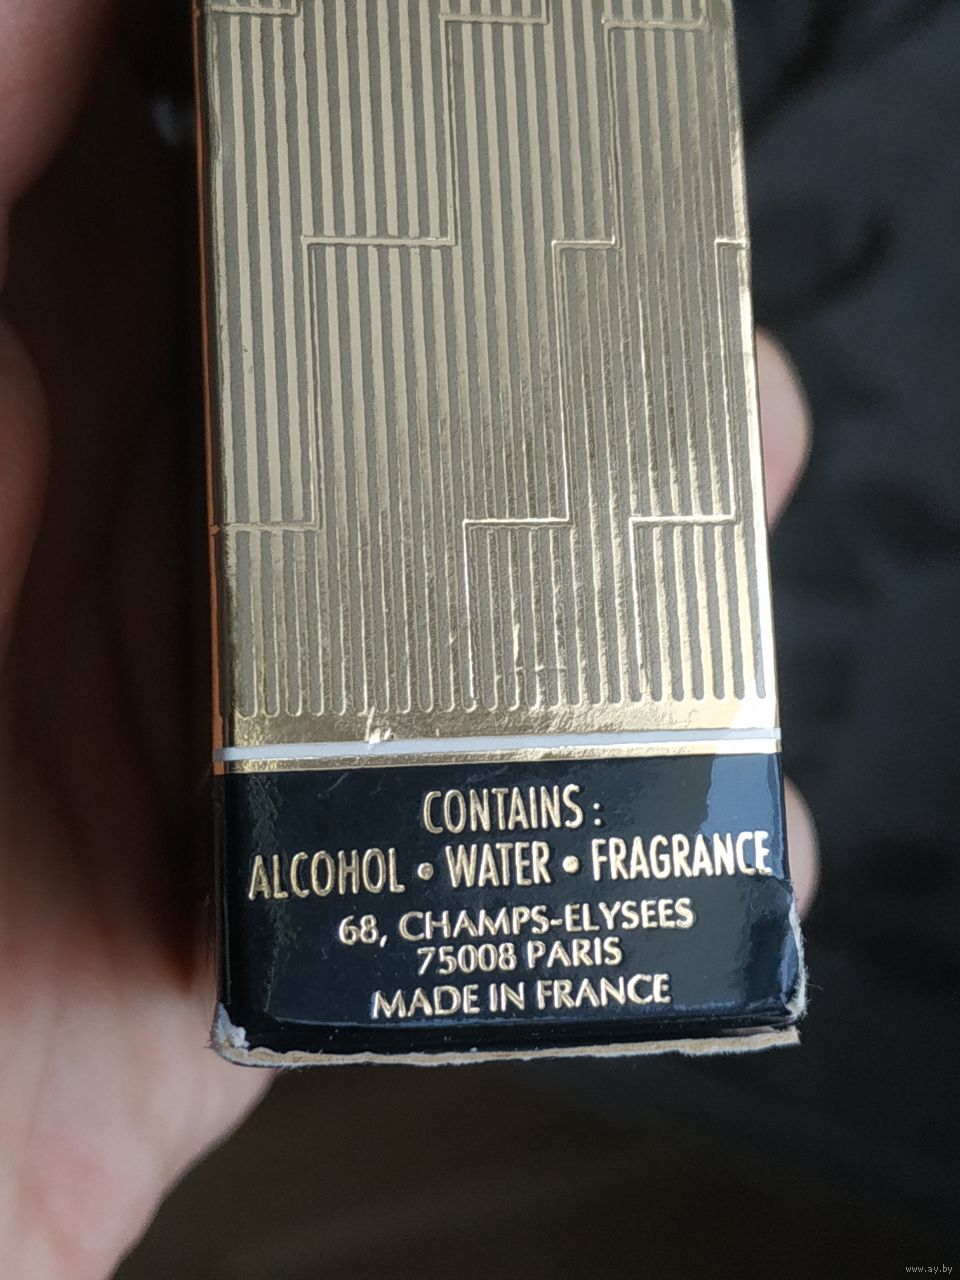 CONTAINS :
ALCOHOL • WATER • FRAGRANCE
68, CHAMPS-ELYSEES
75008 PARIS
MADE IN FRANCE
www.ay.by